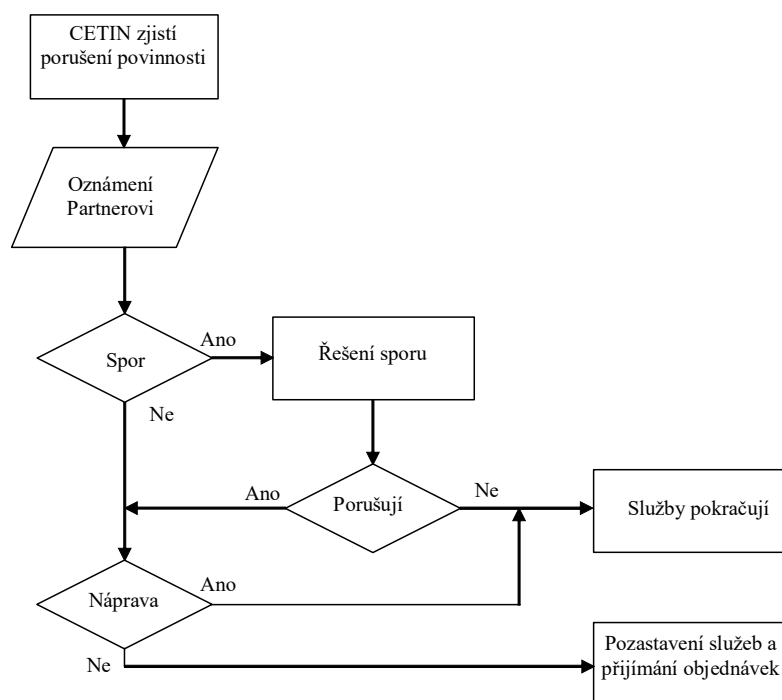 CETIN zjistí
porušení povinnosti
Oznámení
Partnerovi
Spor
Ano
Řešení sporu
Ne
Ano
Porušují
Ne
Služby pokračují
Náprava
Ano
Ne
Pozastavení služeb a
přijímání objednávek